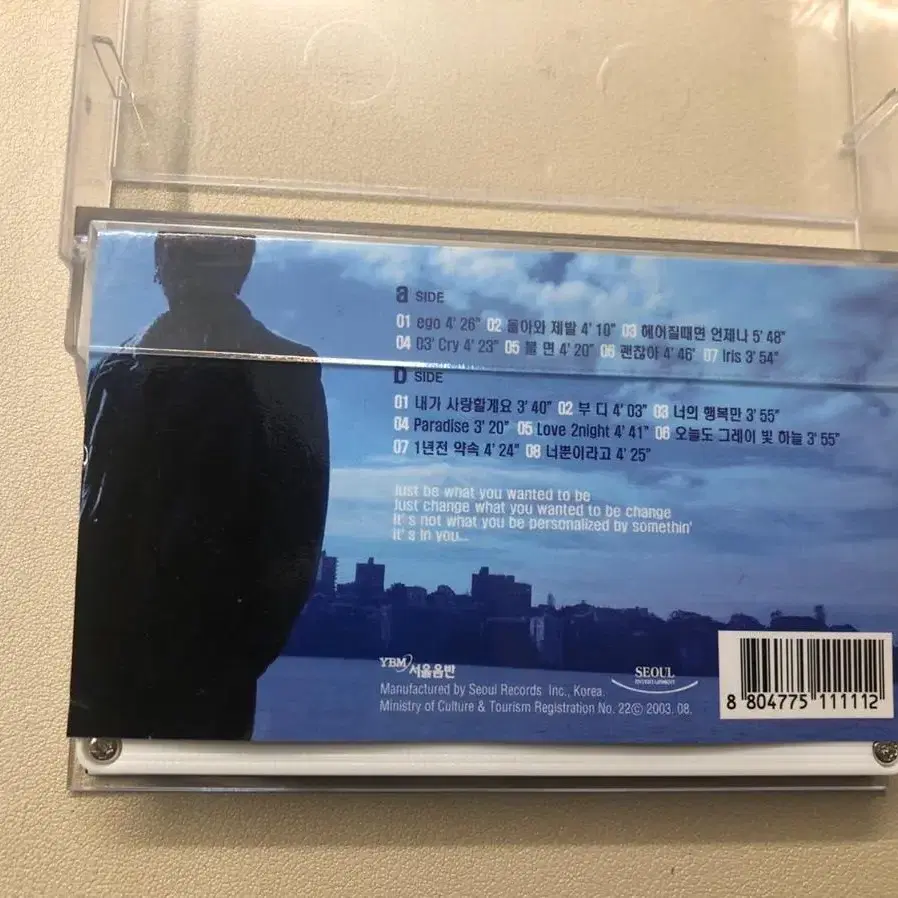 a SIDE
01 ego 4' 26" 02 돌아와 제발 4' 10" 03 헤어질때면 언제나 5' 48"
04 03' Cry 4' 23" 05 불 면 4' 20" 06 괜찮아 4' 46" 07 Iris 3' 54"
b SIDE
01 내가 사랑할게요 3' 40" 02 부 디 4' 03" 03 너의 행복만 3' 55"
04 Paradise 3' 20" 05 Love 2night 4' 41" 06 오늘도 그레이 빛 하늘 3' 55"
07 1년전 약속 4' 24" 08 너뿐이라고 4' 25"
Just be what you wanted to be
Just change what you wanted to be change
It's not what you be personalized by somethin'
It's in you...
YBM 서울음반
SEOUL
ENTERTAINMENT
Manufactured by Seoul Records Inc., Korea.
Ministry of Culture & Tourism Registration No. 22ⓒ 2003. 08.
8 804775 111112